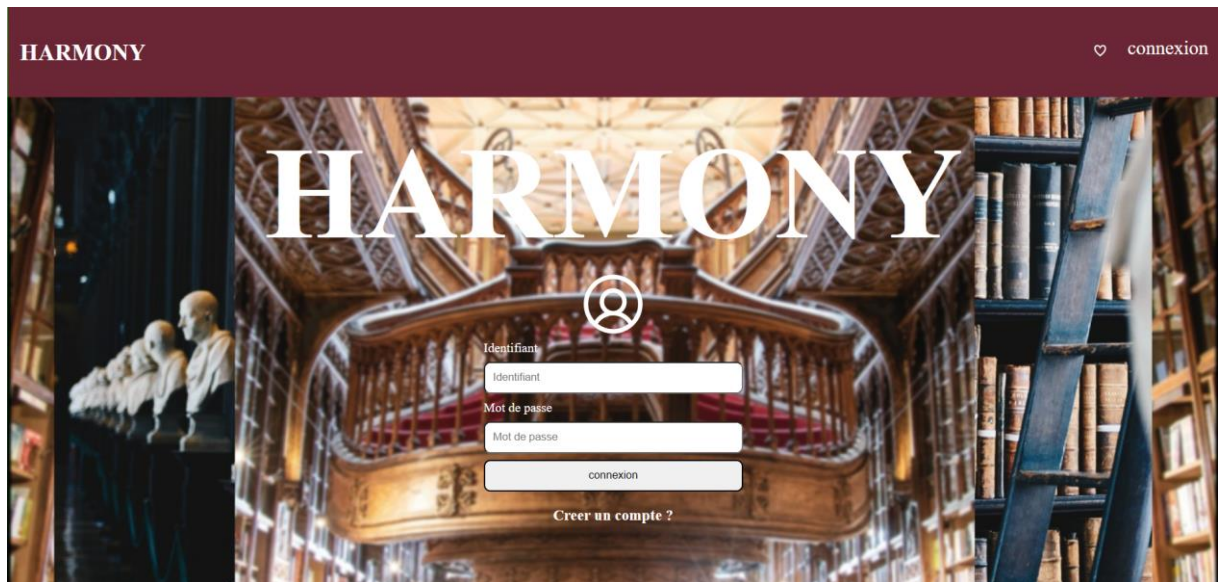 HARMONY
connexion
HARMONY
Identifiant
Identifiant
Mot de passe
Mot de passe
connexion
Creer un compte ?